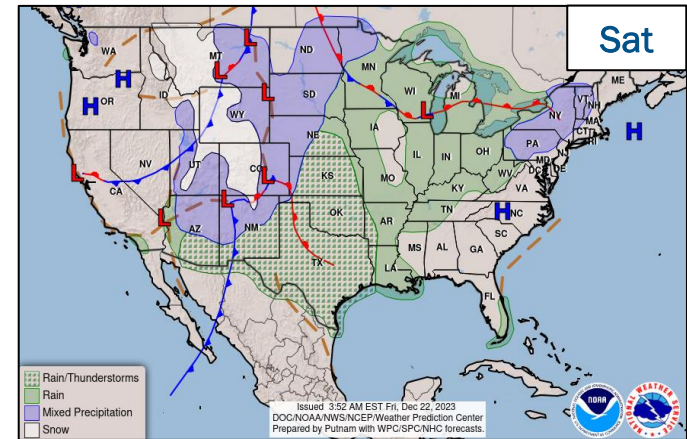 Sat
WA
MT
ND
MN
ME
L
H
OR
ID
L
L
WI
MI
VT
NH
H
WY
SD
L
NY
MA
CT
RI
H
NE
IA
PA
NJ
NV
UT
CO
L
IL
IN
OH
MD
DE
DC
L
CA
KS
MO
WV
VA
KY
L
AZ
L
NM
OK
AR
TN
H
NC
SC
TX
MS
AL
GA
LA
FL
Rain/Thunderstorms
Rain
Mixed Precipitation
Snow
Issued 3:52 AM EST Fri, Dec 22, 2023
DOC/NOAA/NWS/NCEP/Weather Prediction Center
Prepared by Putnam with WPC/SPC/NHC forecasts.
NOAA
NATIONAL WEATHER SERVICE